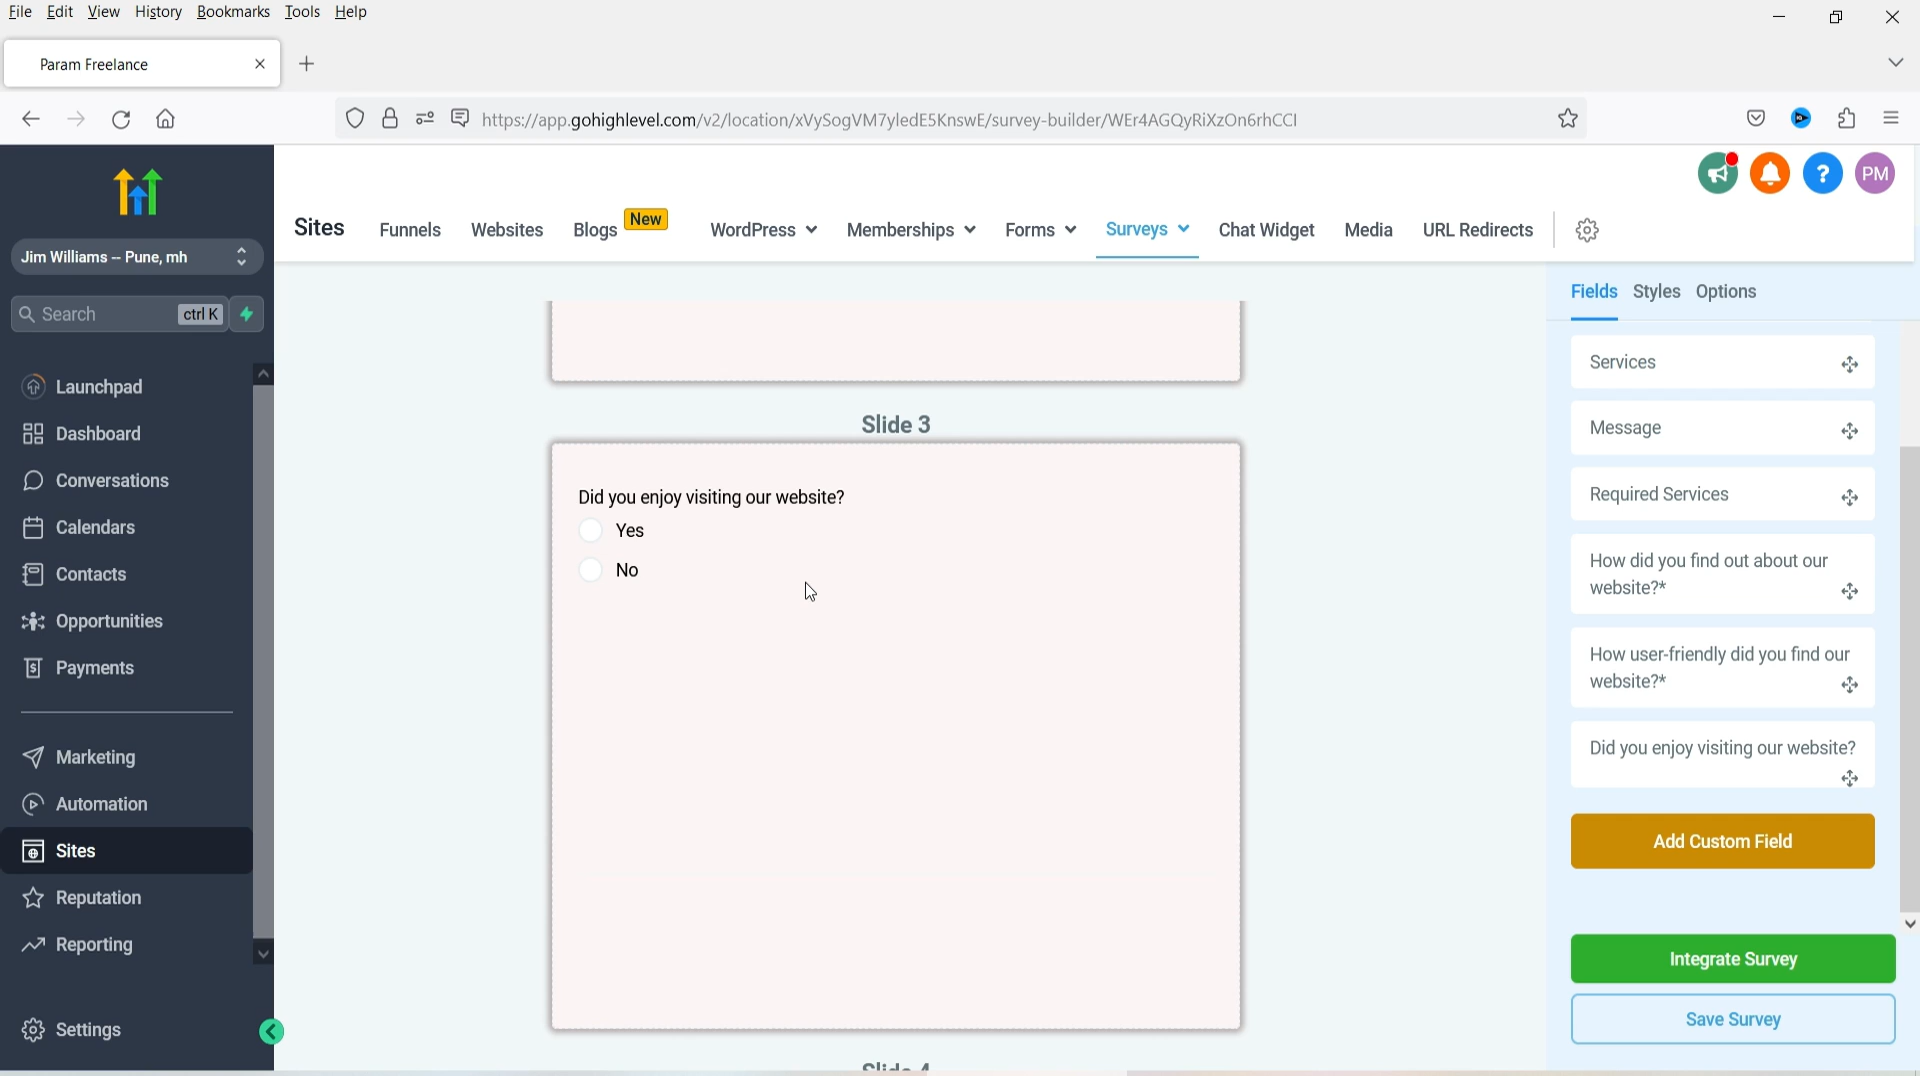 File Edit View History Bookmarks Tools Help
Param Freelance
https://app.gohighlevel.com/v2/location/xVySogVM7yledE5KnswE/survey-builder/WEr4AGQyRiXzOn6rhCCI
PM
Jim Williams -- Pune, mh
Search ctrl K
Launchpad
Dashboard
Conversations
Calendars
Contacts
Opportunities
Payments
Marketing
Automation
Sites
Reputation
Reporting
Settings
Sites Funnels Websites Blogs New WordPress Memberships Forms Surveys Chat Widget Media URL Redirects
Slide 3
Did you enjoy visiting our website?
Yes
No
Slide 4
Fields Styles Options
Services
Message
Required Services
How did you find out about our
website?*
How user-friendly did you find our
website?*
Did you enjoy visiting our website?
Add Custom Field
Integrate Survey
Save Survey